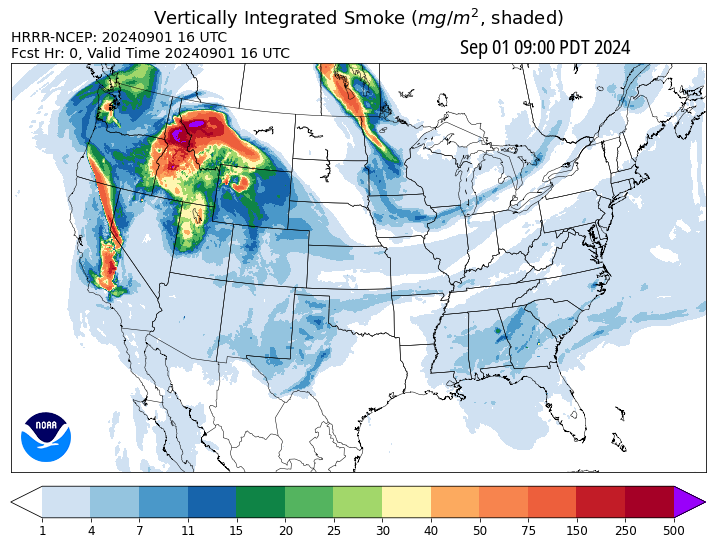 Vertically Integrated Smoke (mg/m², shaded)
HRRR-NCEP: 20240901 16 UTC
Fcst Hr: 0, Valid Time 20240901 16 UTC
Sep 01 09:00 PDT 2024
NOAA
1 4 7 11 15 20 25 30 40 50 75 150 250 500